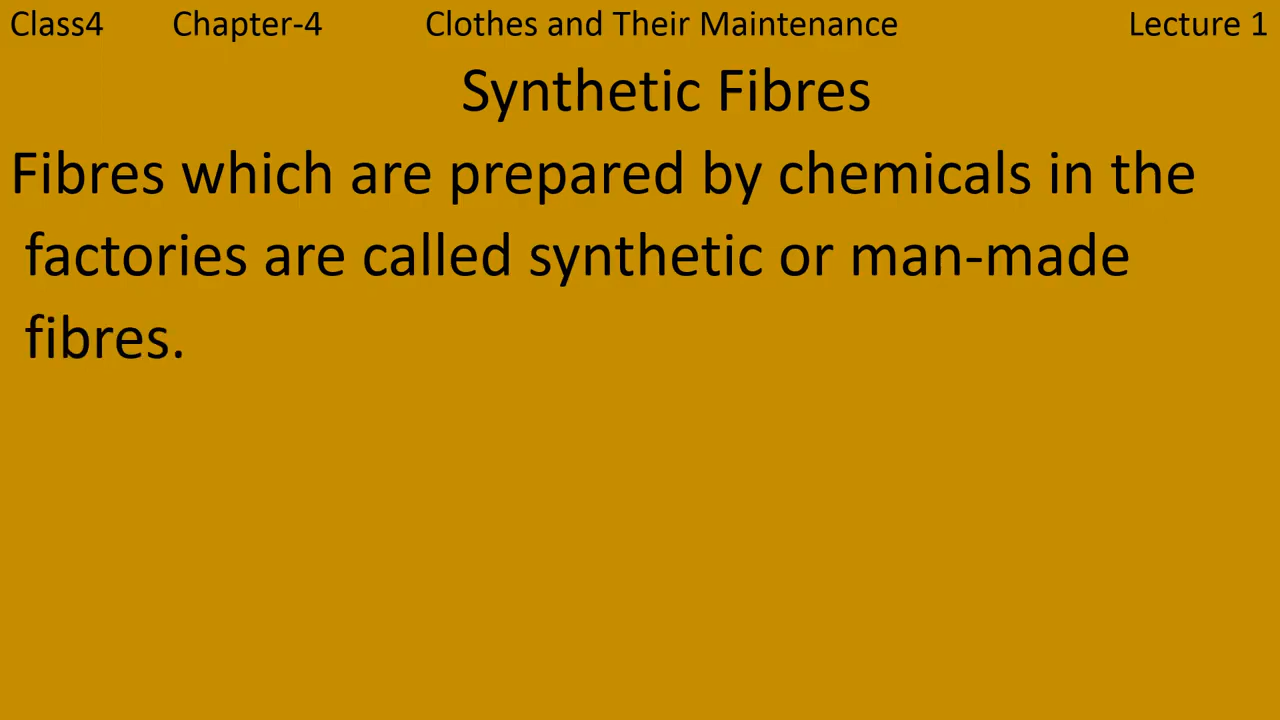 Class4 Chapter-4 Clothes and Their Maintenance Lecture 1
Synthetic Fibres
Fibres which are prepared by chemicals in the
factories are called synthetic or man-made
fibres.